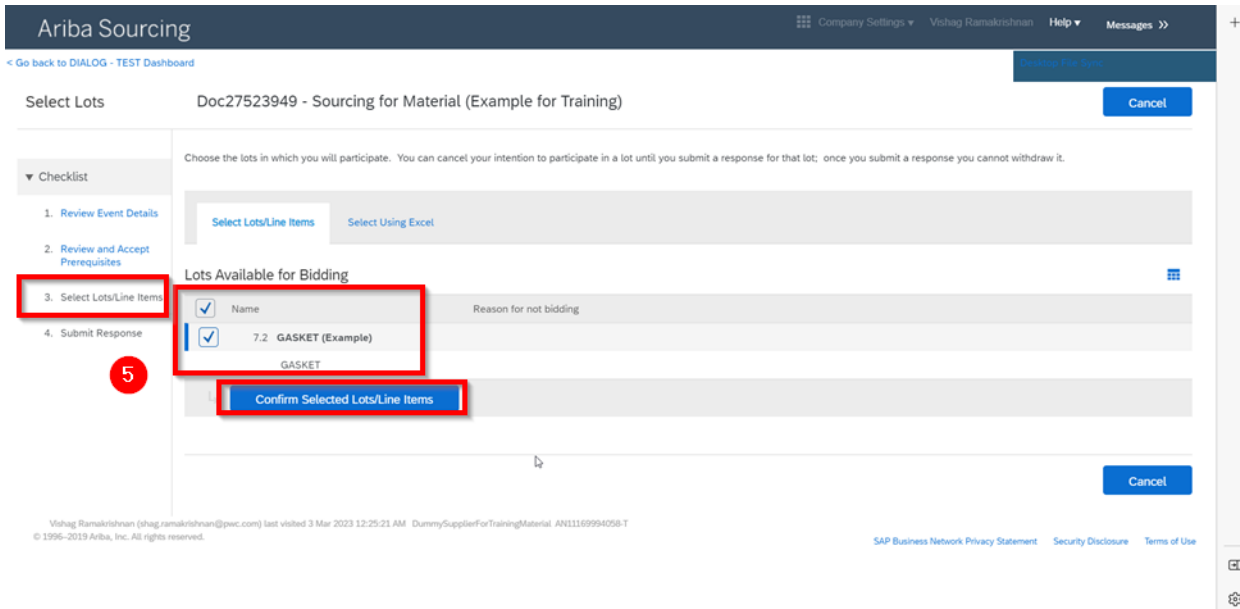 Ariba Sourcing
Company Settings ▾ Vishag Ramakrishnan Help ▾ Messages >>
< Go back to DIALOG - TEST Dashboard
Desktop File Sync
Select Lots
Doc27523949 - Sourcing for Material (Example for Training)
Cancel
Choose the lots in which you will participate. You can cancel your intention to participate in a lot until you submit a response for that lot; once you submit a response you cannot withdraw it.
▼ Checklist
1. Review Event Details
2. Review and Accept
Prerequisites
3. Select Lots/Line Items
4. Submit Response
5
Select Lots/Line Items Select Using Excel
Lots Available for Bidding
Name Reason for not bidding
7.2 GASKET (Example)
GASKET
Confirm Selected Lots/Line Items
Cancel
Vishag Ramakrishnan (shag.ramakrishnan@pwc.com) last visited 3 Mar 2023 12:25:21 AM DummySupplierForTrainingMaterial AN11169994058-T
© 1996–2019 Ariba, Inc. All rights reserved.
SAP Business Network Privacy Statement Security Disclosure Terms of Use